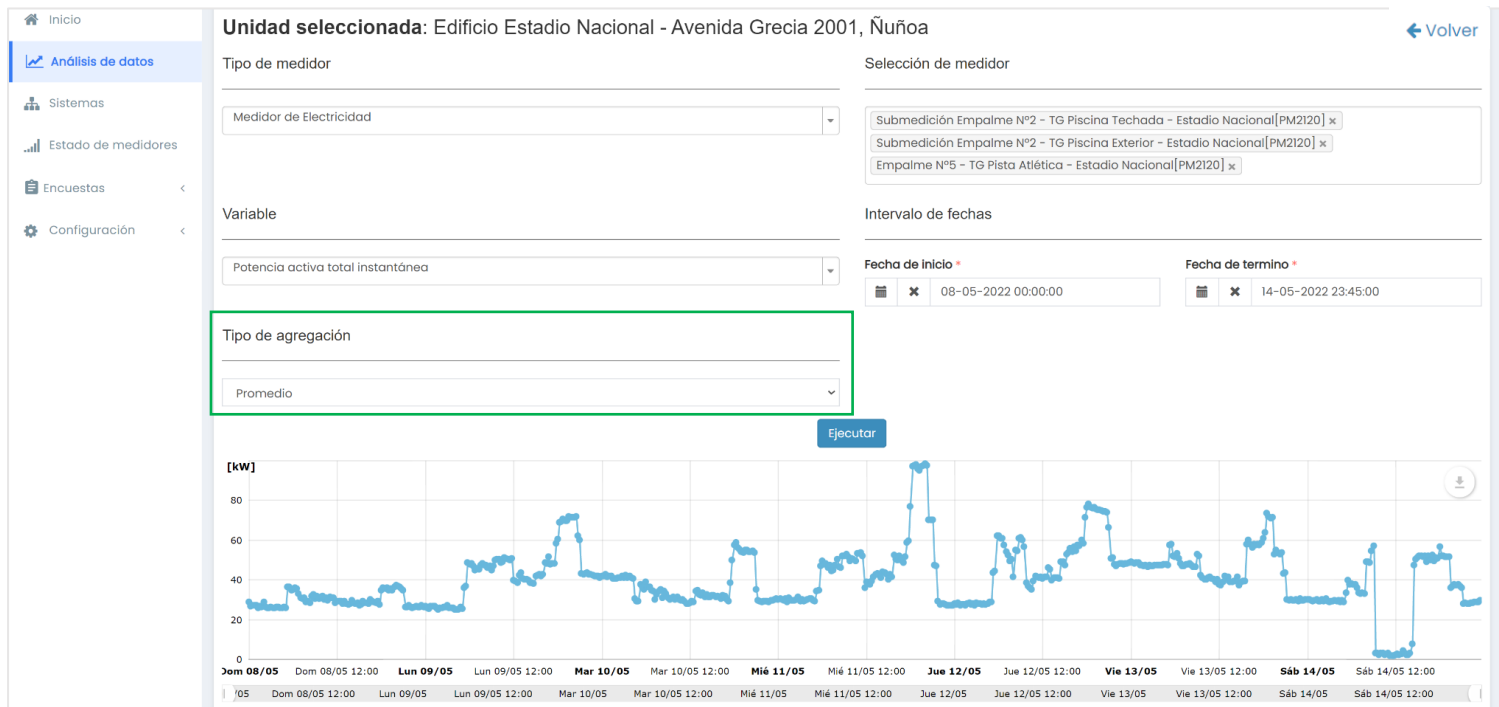 Inicio
Análisis de datos
Sistemas
Estado de medidores
Encuestas
Configuración
Unidad seleccionada: Edificio Estadio Nacional - Avenida Grecia 2001, Ñuñoa
Volver
Tipo de medidor
Medidor de Electricidad
Selección de medidor
Submedición Empalme Nº2 - TG Piscina Techada - Estadio Nacional[PM2120] ×
Submedición Empalme Nº2 - TG Piscina Exterior - Estadio Nacional[PM2120] ×
Empalme Nº5 - TG Pista Atlética - Estadio Nacional[PM2120] ×
Variable
Potencia activa total instantánea
Intervalo de fechas
Fecha de inicio *
08-05-2022 00:00:00
Fecha de termino *
14-05-2022 23:45:00
Tipo de agregación
Promedio
Ejecutar
[kW]
80
60
40
20
0
Dom 08/05 Dom 08/05 12:00 Lun 09/05 Lun 09/05 12:00 Mar 10/05 Mar 10/05 12:00 Mié 11/05 Mié 11/05 12:00 Jue 12/05 Jue 12/05 12:00 Vie 13/05 Vie 13/05 12:00 Sáb 14/05 Sáb 14/05 12:00
/05 Dom 08/05 12:00 Lun 09/05 Lun 09/05 12:00 Mar 10/05 Mar 10/05 12:00 Mié 11/05 Mié 11/05 12:00 Jue 12/05 Jue 12/05 12:00 Vie 13/05 Vie 13/05 12:00 Sáb 14/05 Sáb 14/05 12:00